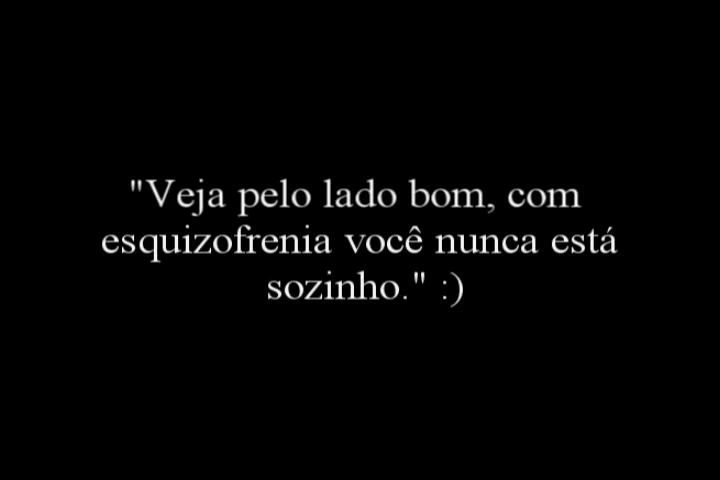 "Veja pelo lado bom, com
esquizofrenia você nunca está
sozinho." :)